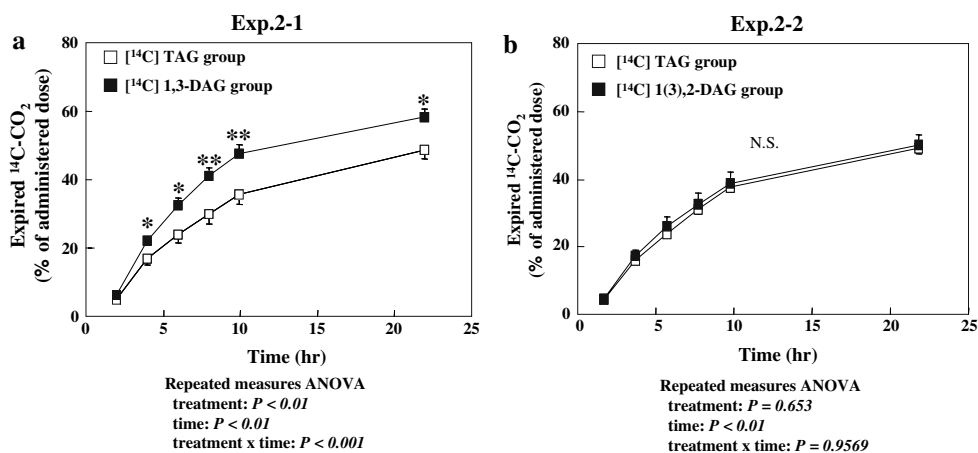 Exp.2-1
a
80
60
40
20
0
Expired ¹⁴C-CO₂
(% of administered dose)
[¹⁴C] TAG group
[¹⁴C] 1,3-DAG group
*
*
**
**
*
0 5 10 15 20 25
Time (hr)
Repeated measures ANOVA
treatment: P < 0.01
time: P < 0.01
treatment x time: P < 0.001
Exp.2-2
b
80
60
40
20
0
Expired ¹⁴C-CO₂
(% of administered dose)
[¹⁴C] TAG group
[¹⁴C] 1(3),2-DAG group
N.S.
0 5 10 15 20 25
Time (hr)
Repeated measures ANOVA
treatment: P = 0.653
time: P < 0.01
treatment x time: P = 0.9569